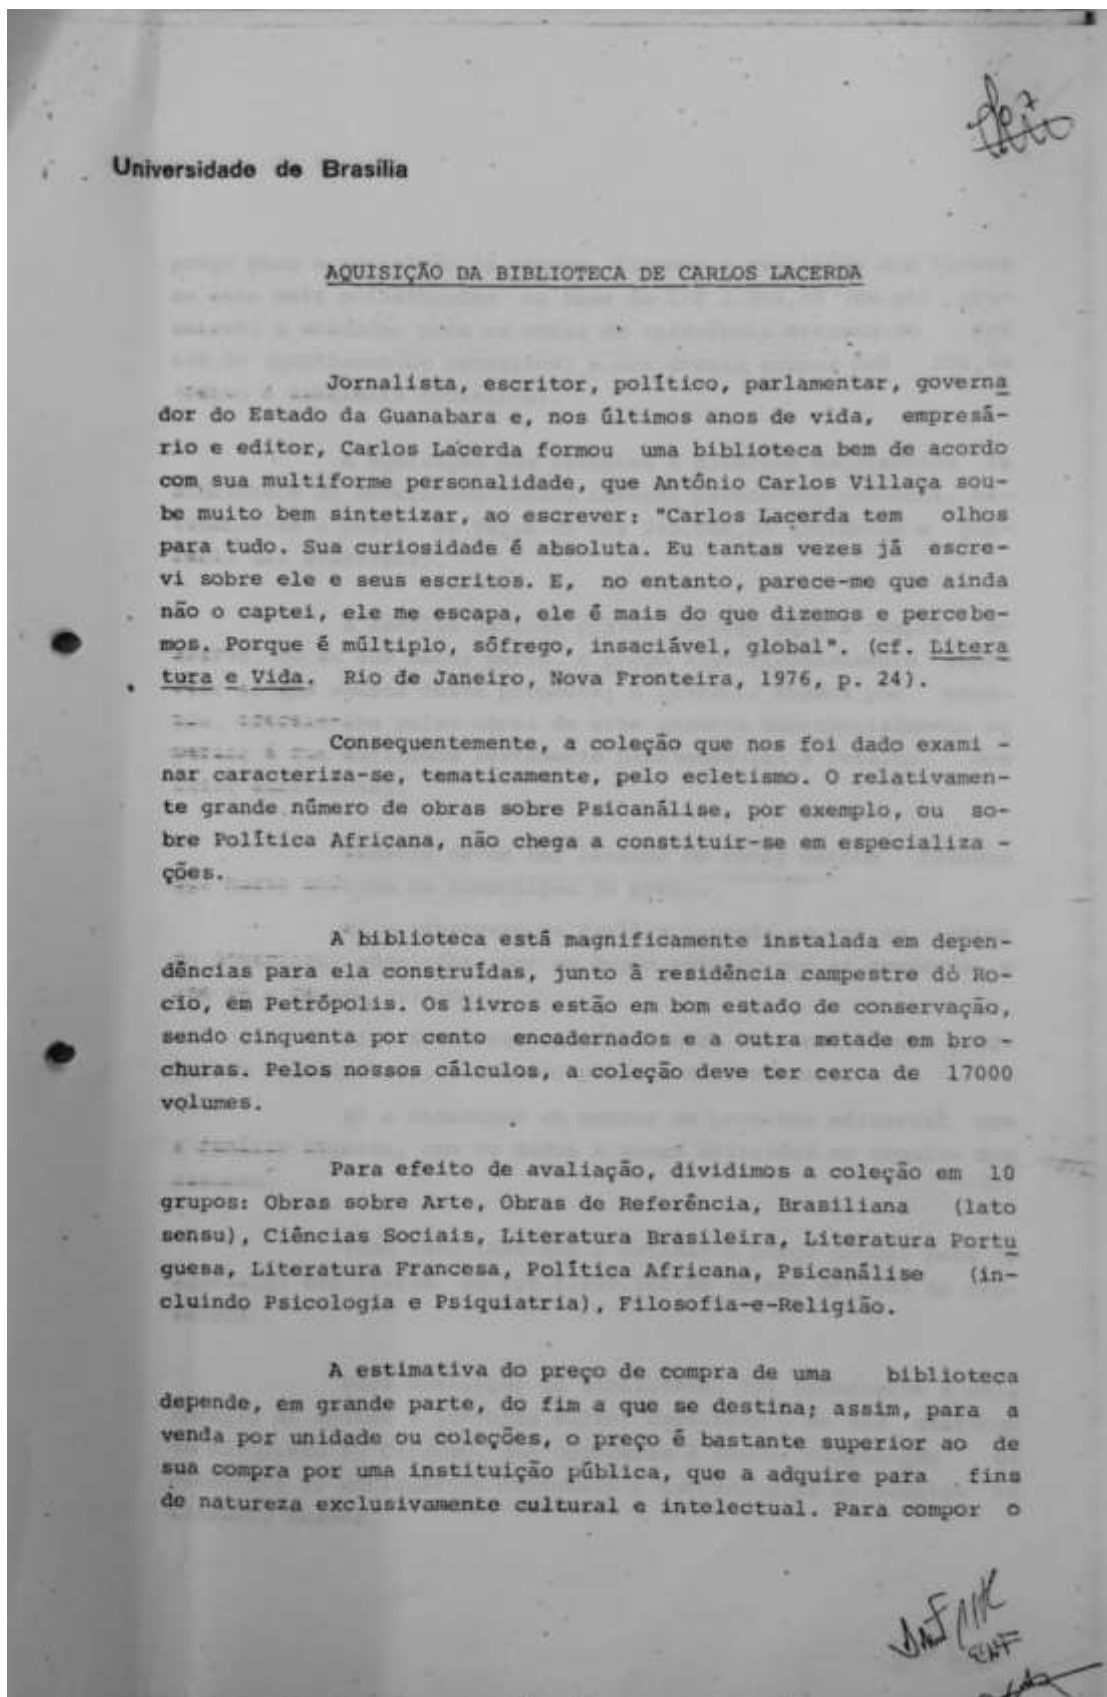 Universidade de Brasília
AQUISIÇÃO DA BIBLIOTECA DE CARLOS LACERDA
Jornalista, escritor, político, parlamentar, governa
dor do Estado da Guanabara e, nos últimos anos de vida, empresá-
rio e editor, Carlos Lacerda formou uma biblioteca bem de acordo
com sua multiforme personalidade, que Antônio Carlos Villaça sou-
be muito bem sintetizar, ao escrever: "Carlos Lacerda tem olhos
para tudo. Sua curiosidade é absoluta. Eu tantas vezes já escre-
vi sobre ele e seus escritos. E, no entanto, parece-me que ainda
não o captei, ele me escapa, ele é mais do que dizemos e percebe-
mos. Porque é múltiplo, sôfrego, insaciável, global". (cf. Litera
tura e Vida. Rio de Janeiro, Nova Fronteira, 1976, p. 24).
Consequentemente, a coleção que nos foi dado exami -
nar caracteriza-se, tematicamente, pelo ecletismo. O relativamen-
te grande número de obras sobre Psicanálise, por exemplo, ou so-
bre Política Africana, não chega a constituir-se em especializa -
ções.
A biblioteca está magnificamente instalada em depen-
dências para ela construídas, junto à residência campestre do Ro-
cio, em Petrópolis. Os livros estão em bom estado de conservação,
sendo cinquenta por cento encadernados e a outra metade em bro -
churas. Pelos nossos cálculos, a coleção deve ter cerca de 17000
volumes.
Para efeito de avaliação, dividimos a coleção em 10
grupos: Obras sobre Arte, Obras de Referência, Brasiliana (lato
sensu), Ciências Sociais, Literatura Brasileira, Literatura Portu
guesa, Literatura Francesa, Política Africana, Psicanálise (in-
cluindo Psicologia e Psiquiatria), Filosofia-e-Religião.
A estimativa do preço de compra de uma biblioteca
depende, em grande parte, do fim a que se destina; assim, para a
venda por unidade ou coleções, o preço é bastante superior ao de
sua compra por uma instituição pública, que a adquire para fins
de natureza exclusivamente cultural e intelectual. Para compor o